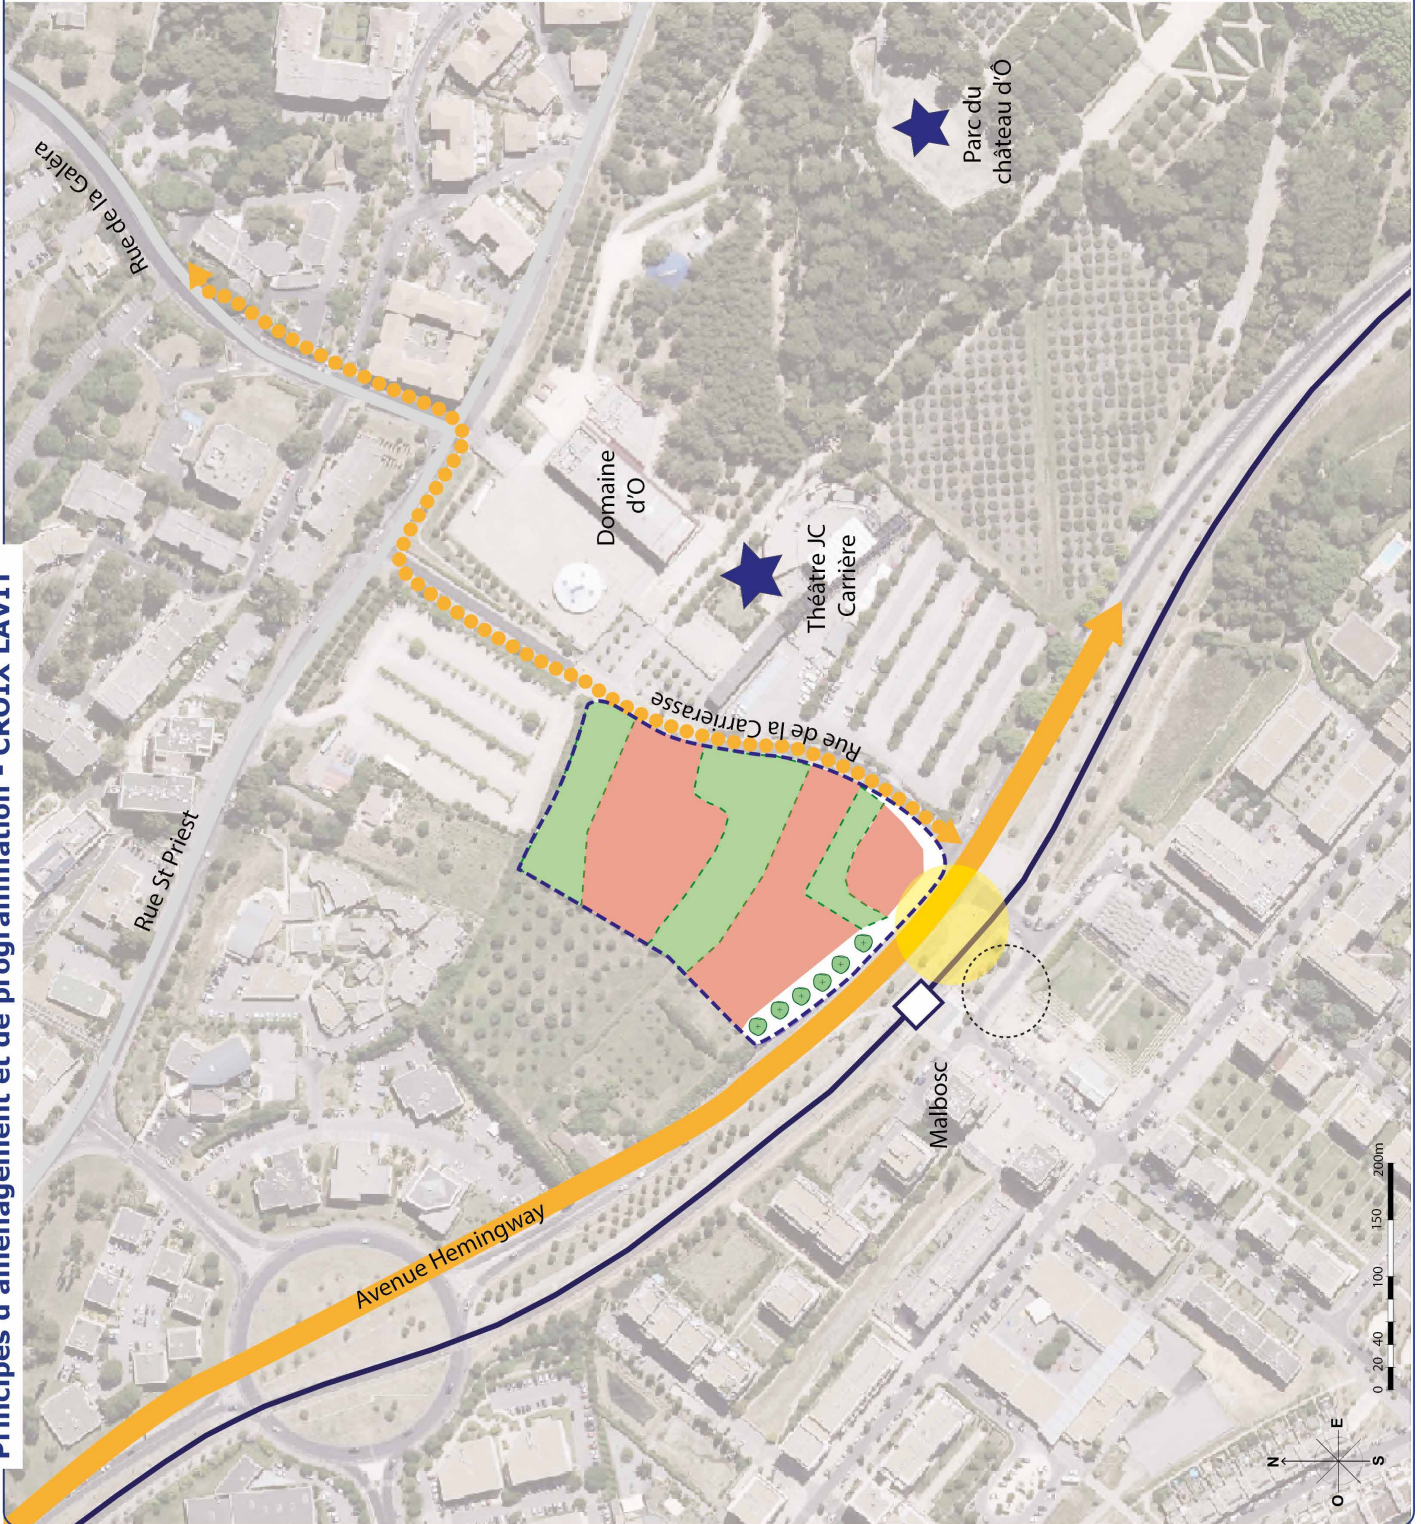 Principes d'aménagement et de programmation - CROIX LAVIT
Rue de la Galéra
Rue St Priest
Parc du
château d'Ô
Domaine
d'O
Théâtre JC
Carrière
Rue de la Carriérasse
Avenue Hemingway
Malbosc
0 20 40 100 150 200m
N
O
E
S